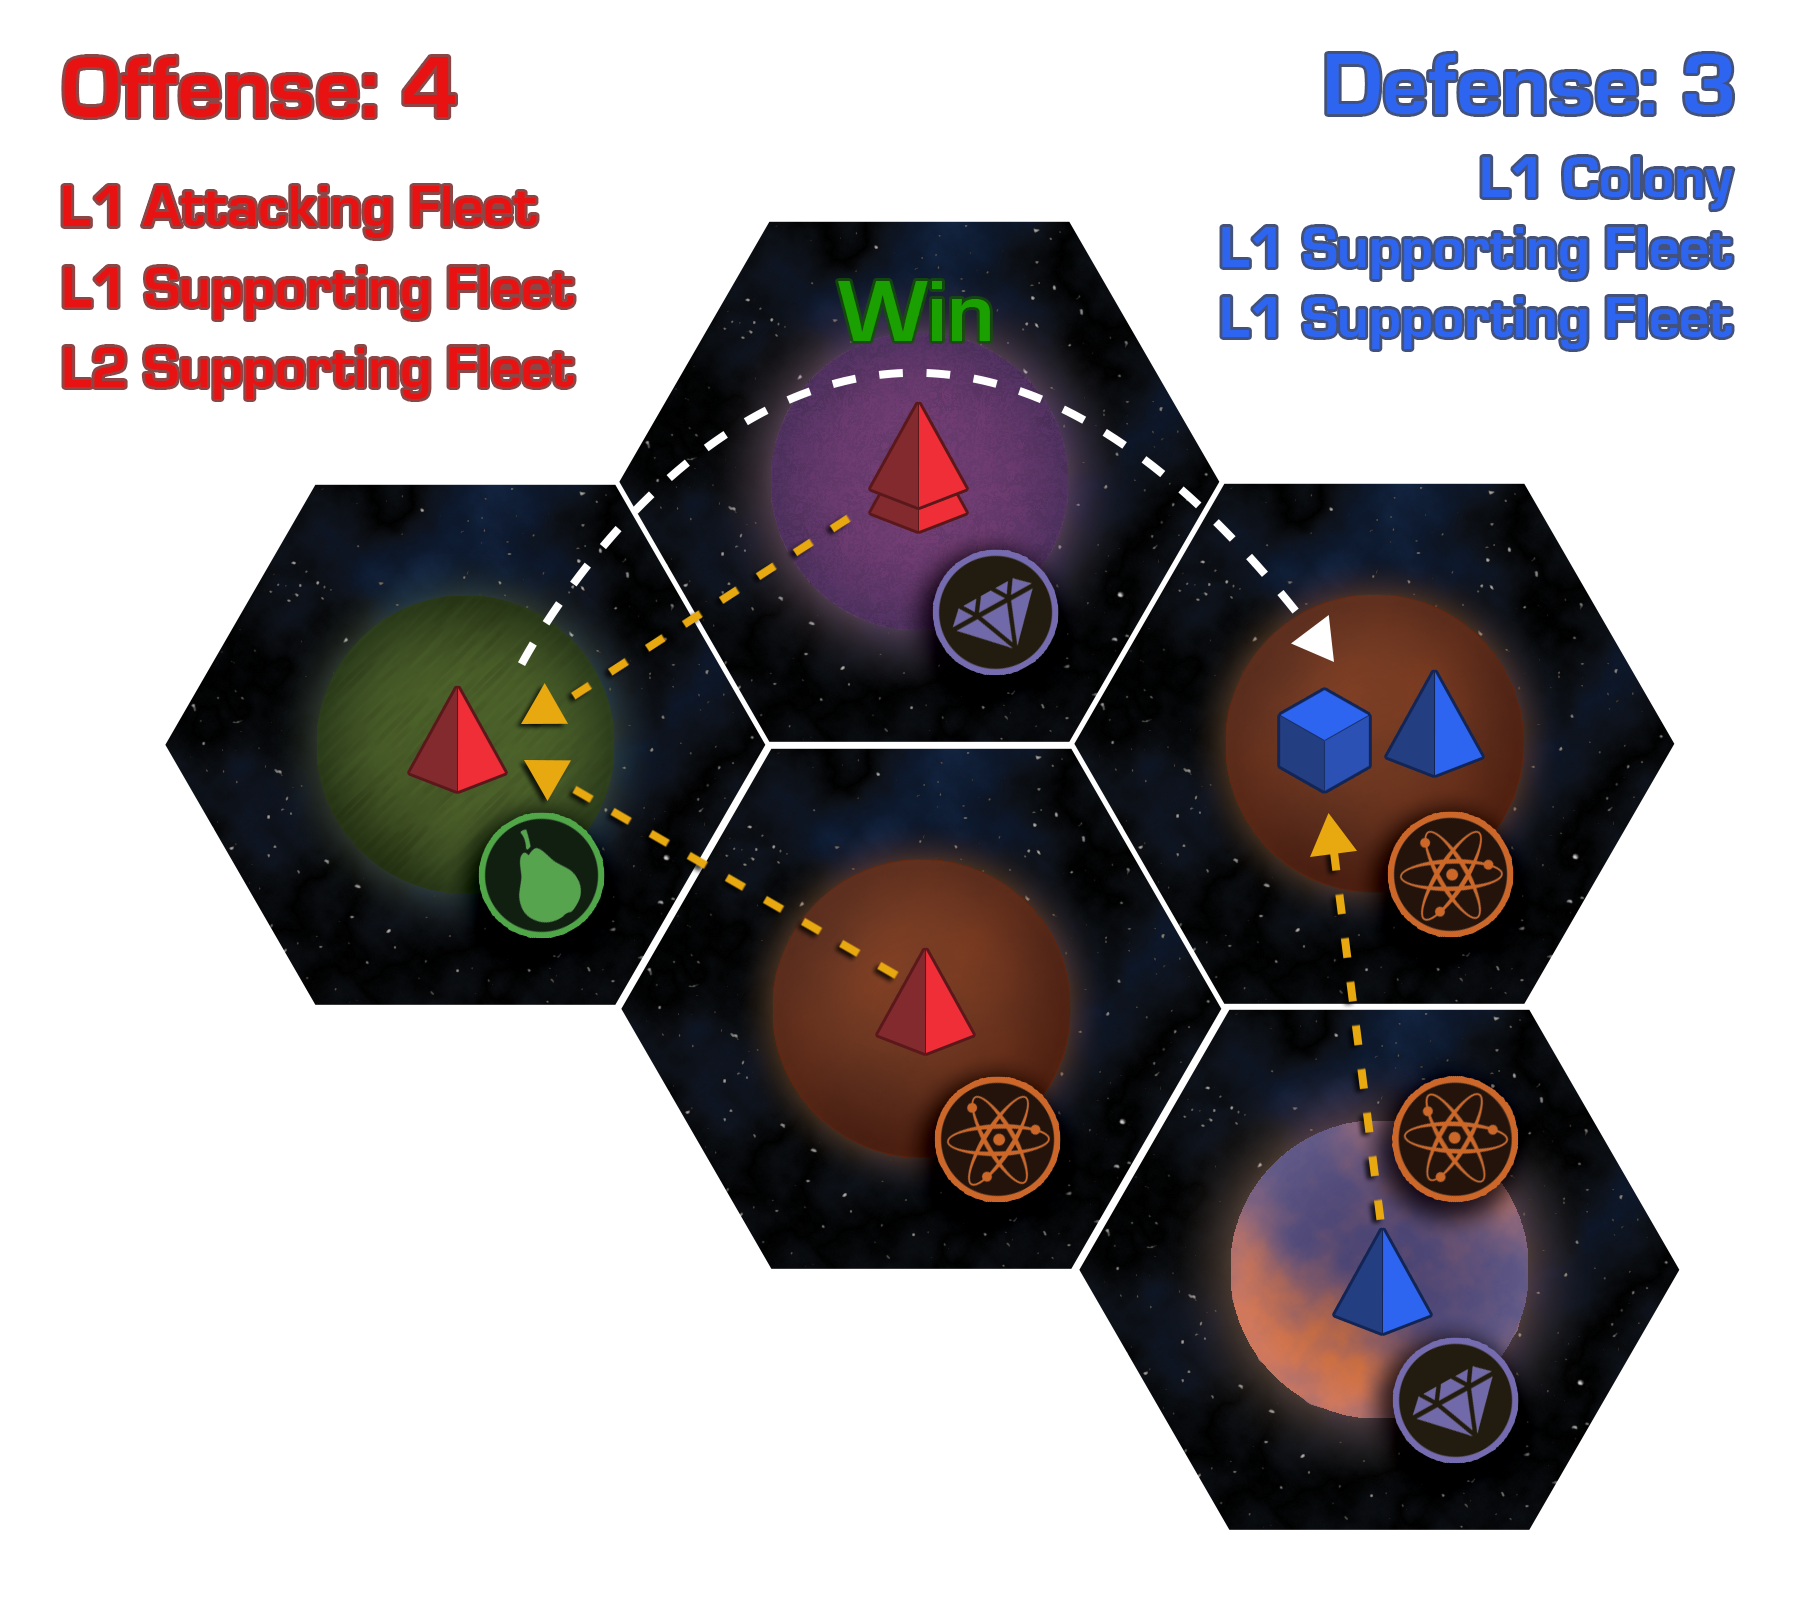 Offense: 4
L1 Attacking Fleet
L1 Supporting Fleet
L2 Supporting Fleet
Defense: 3
L1 Colony
L1 Supporting Fleet
L1 Supporting Fleet
Win